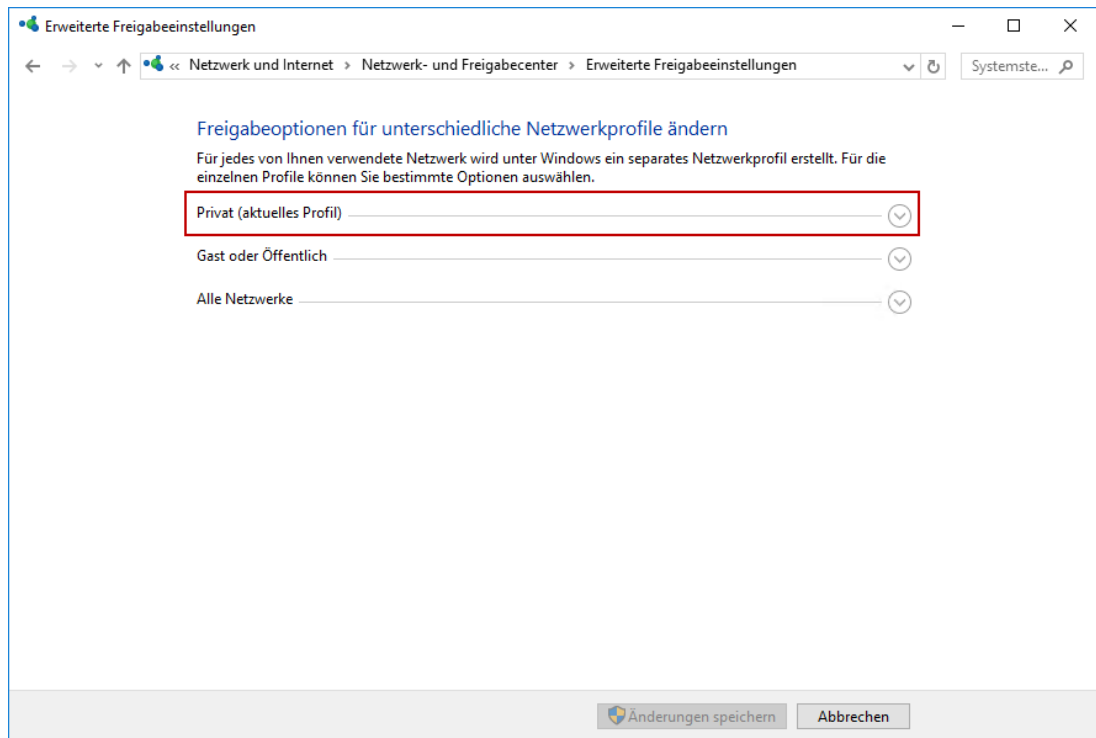 Erweiterte Freigabeeinstellungen
« Netzwerk und Internet > Netzwerk- und Freigabecenter > Erweiterte Freigabeeinstellungen
Systemste...
Freigabeoptionen für unterschiedliche Netzwerkprofile ändern
Für jedes von Ihnen verwendete Netzwerk wird unter Windows ein separates Netzwerkprofil erstellt. Für die
einzelnen Profile können Sie bestimmte Optionen auswählen.
Privat (aktuelles Profil)
Gast oder Öffentlich
Alle Netzwerke
Änderungen speichern
Abbrechen